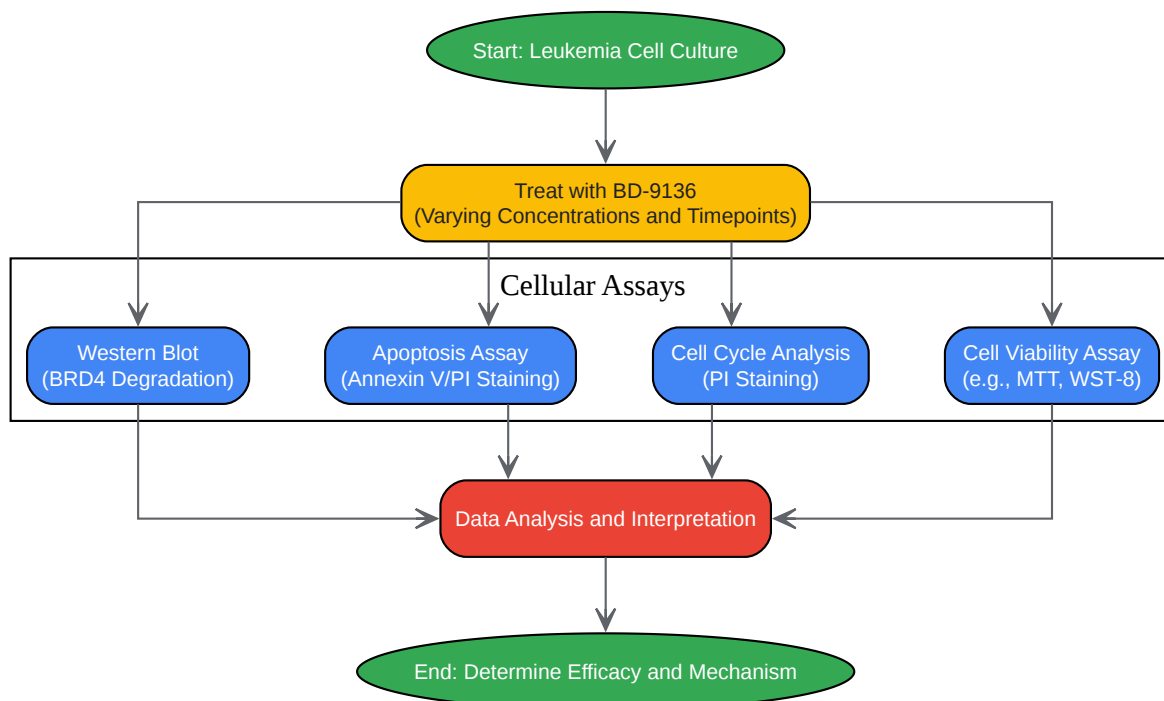 Start: Leukemia Cell Culture
Treat with BD-9136
(Varying Concentrations and Timepoints)
Cellular Assays
Western Blot
(BRD4 Degradation)
Apoptosis Assay
(Annexin V/PI Staining)
Cell Cycle Analysis
(PI Staining)
Cell Viability Assay
(e.g., MTT, WST-8)
Data Analysis and Interpretation
End: Determine Efficacy and Mechanism